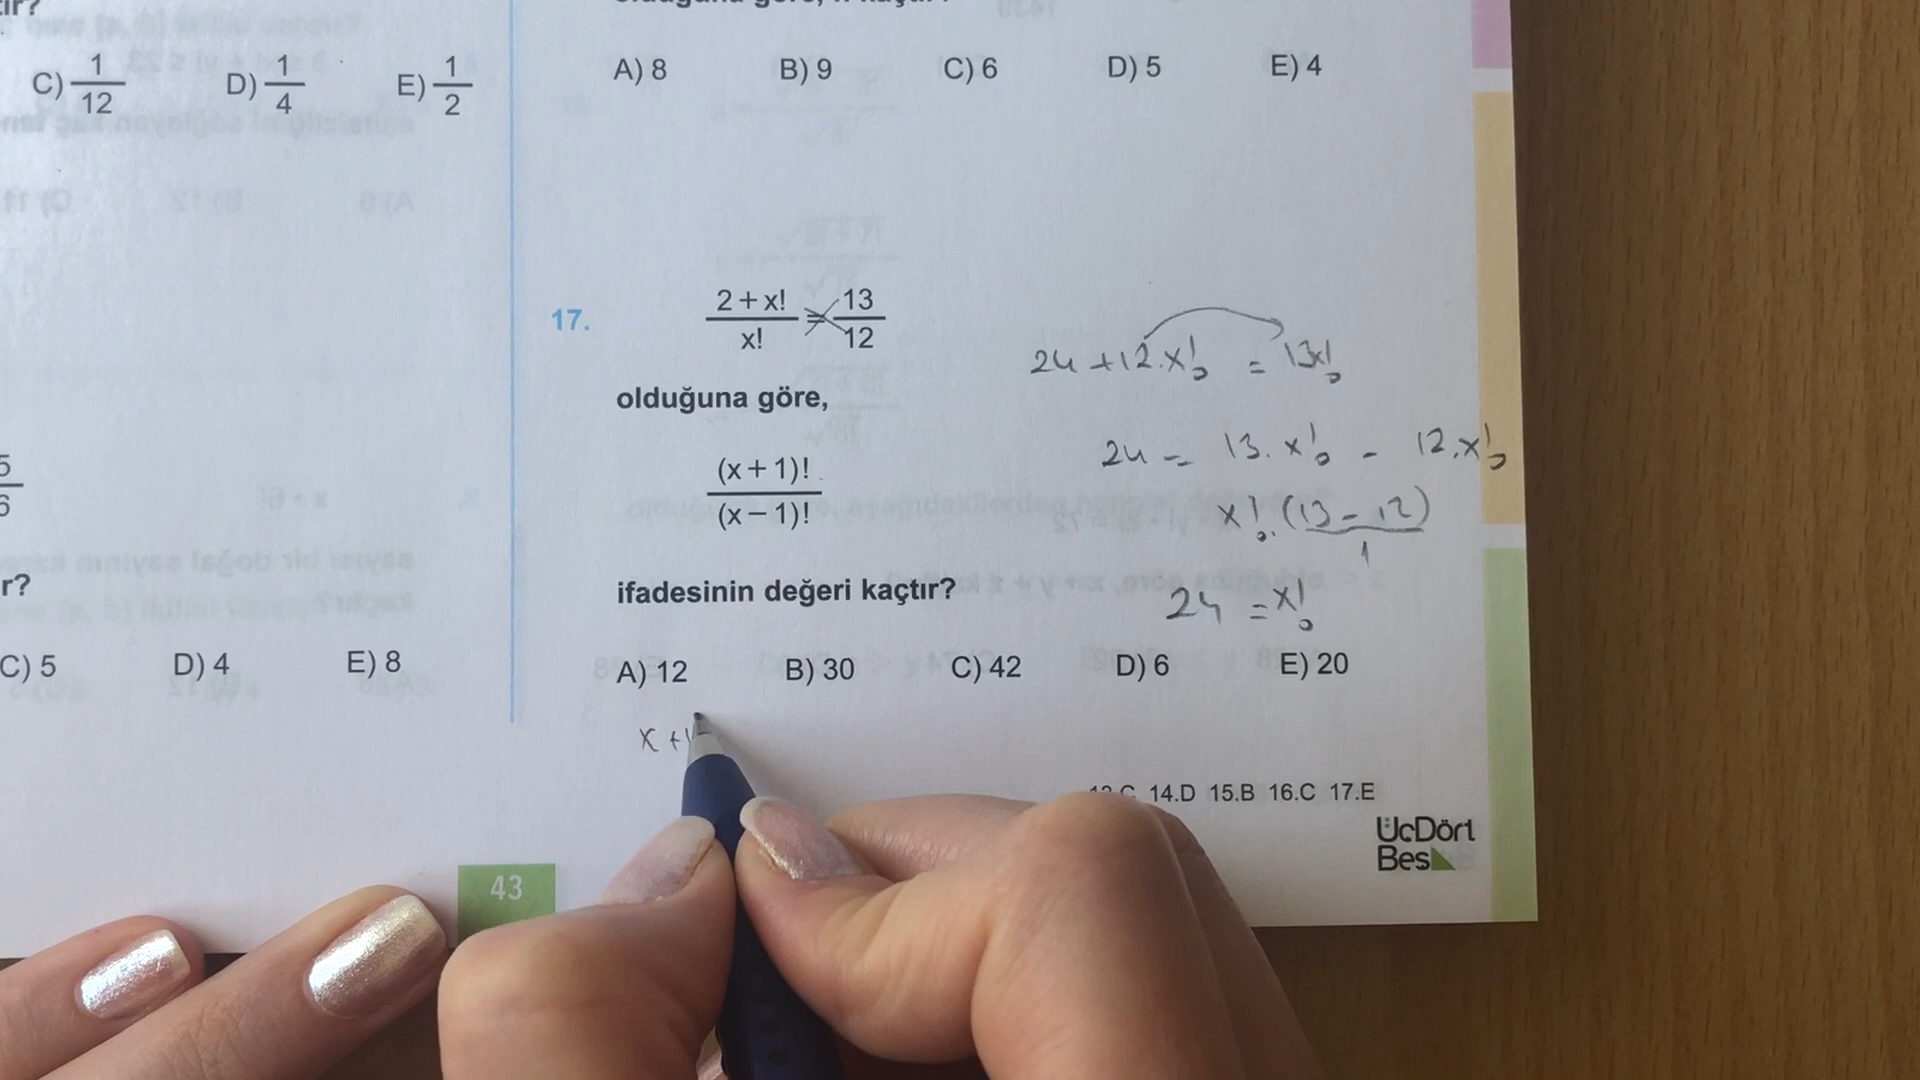 C) 1/12 D) 1/4 E) 1/2
5/6
r?
C) 5 D) 4 E) 8
A) 8 B) 9 C) 6 D) 5 E) 4
17. 2 + x! / x! = 13/12
olduğuna göre,
(x + 1)! / (x − 1)!
ifadesinin değeri kaçtır?
A) 12 B) 30 C) 42 D) 6 E) 20
24 + 12.x! = 13x!
24 = 13.x! - 12.x!
x!.(13 - 12)
1
24 = x!
x +1
14.D 15.B 16.C 17.E
ÜçDört
Beş
43